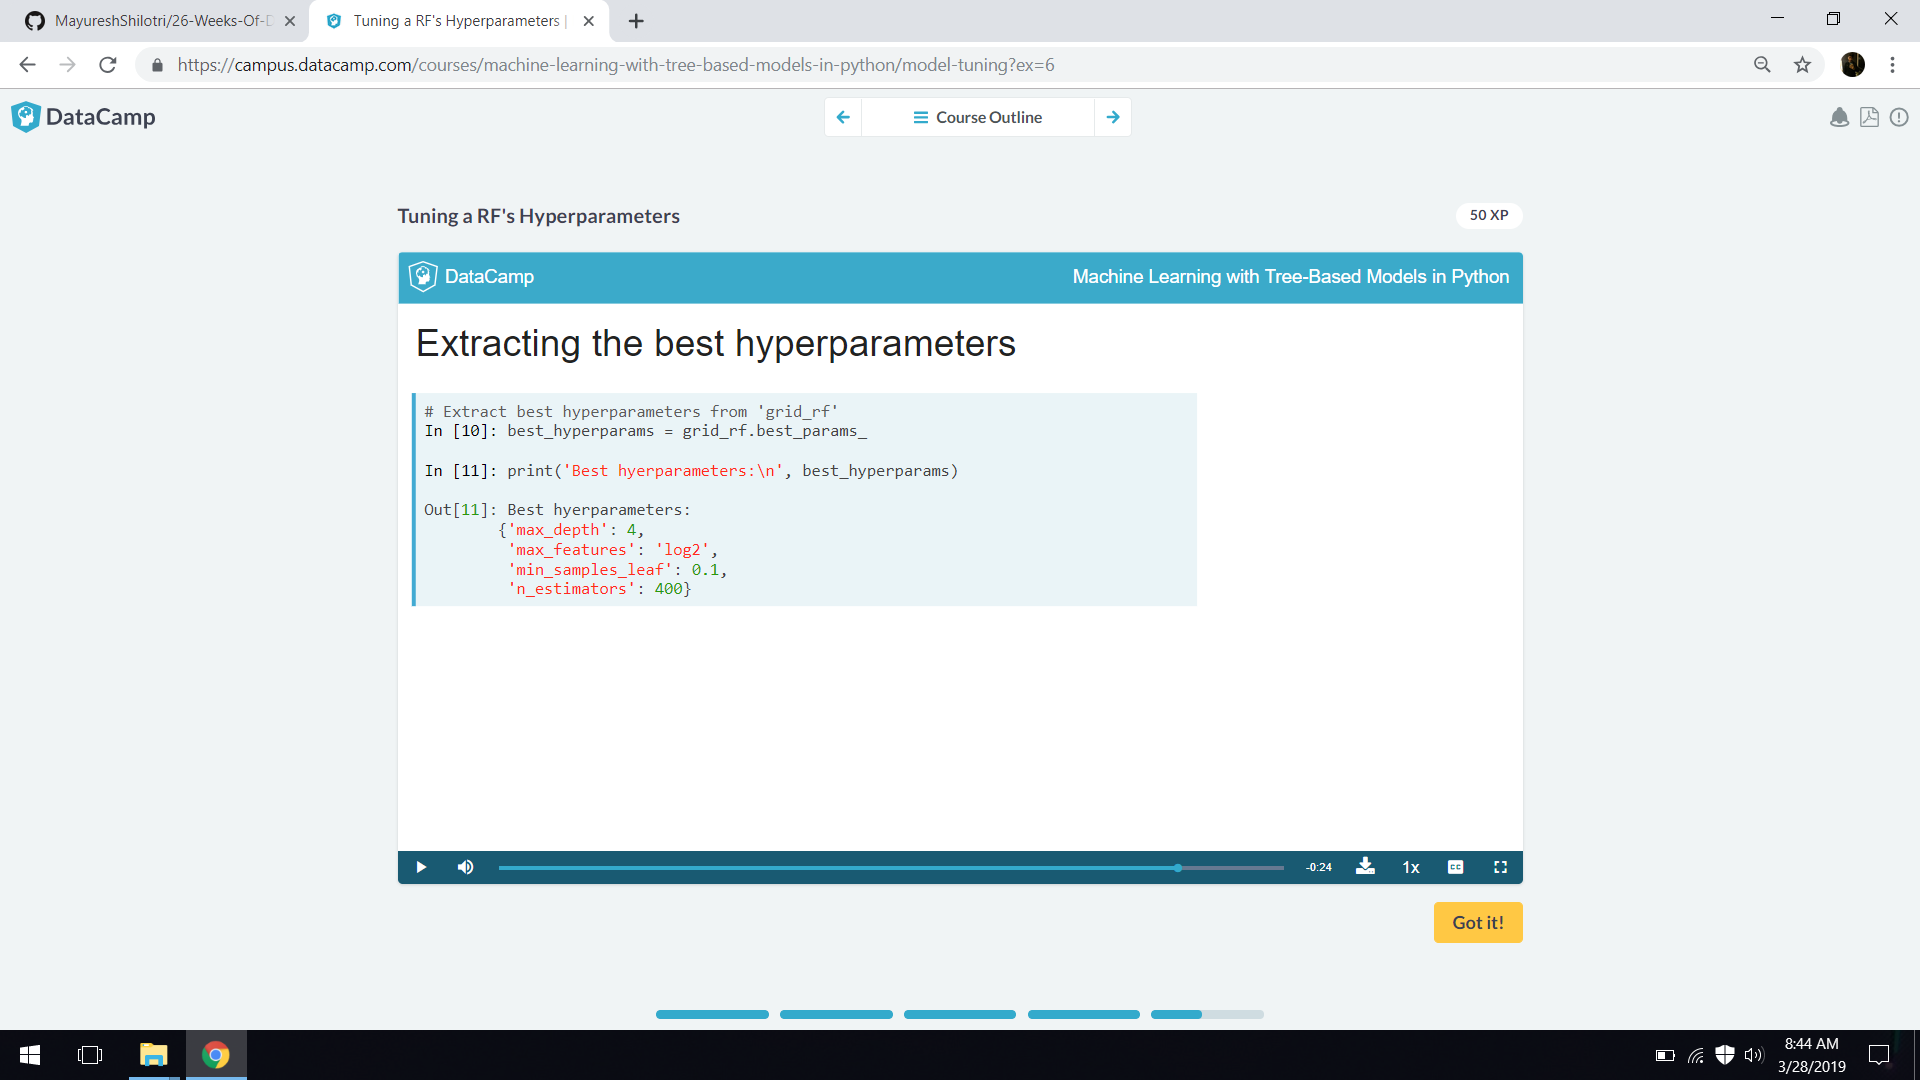 MayureshShilotri/26-Weeks-Of-D
Tuning a RF's Hyperparameters |
https://campus.datacamp.com/courses/machine-learning-with-tree-based-models-in-python/model-tuning?ex=6
DataCamp
Course Outline
Tuning a RF's Hyperparameters
50 XP
DataCamp
Machine Learning with Tree-Based Models in Python
Extracting the best hyperparameters
# Extract best hyperparameters from 'grid_rf'
In [10]: best_hyperparams = grid_rf.best_params_
In [11]: print('Best hyerparameters:\n', best_hyperparams)
Out[11]: Best hyerparameters:
{'max_depth': 4,
'max_features': 'log2',
'min_samples_leaf': 0.1,
'n_estimators': 400}
-0:24
1x
CC
Got it!
8:44 AM
3/28/2019